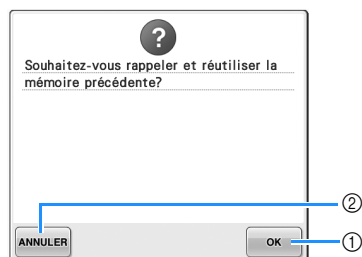 ?
Souhaitez-vous rappeler et réutiliser la
mémoire précédente?
②
ANNULER OK ①